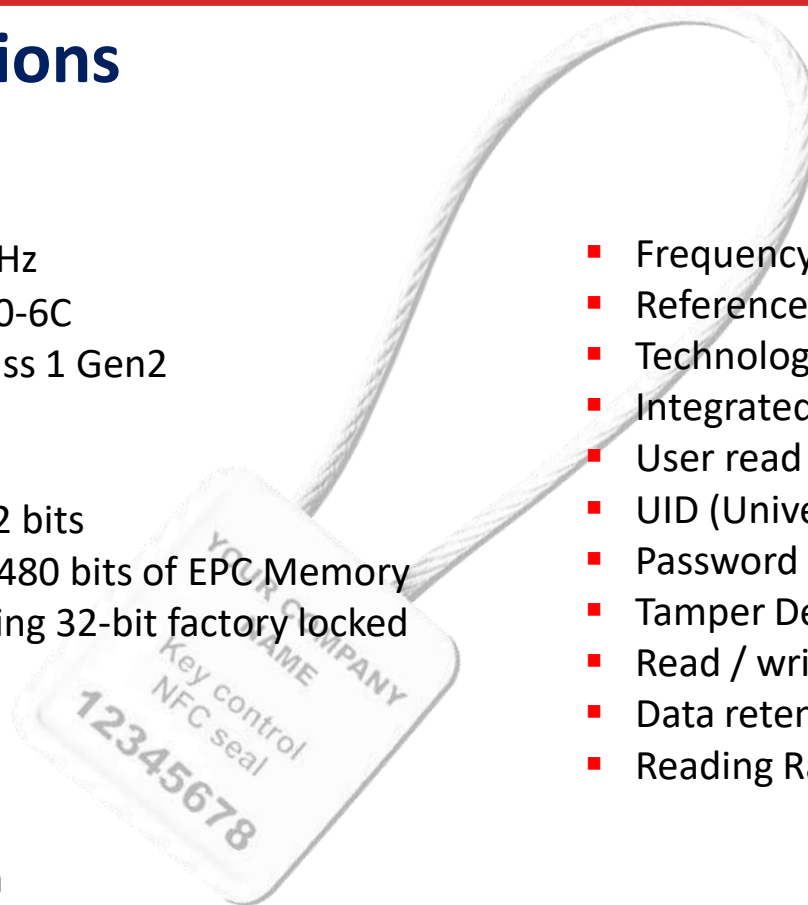 ions
Hz
0-6C
ss 1 Gen2
2 bits
480 bits of EPC Memory
ing 32-bit factory locked
YOUR COMPANY
NAME
Key control
NFC seal
12345678
Frequency
Reference
Technolog
Integrated
User read
UID (Unive
Password
Tamper De
Read / wri
Data reten
Reading Ra